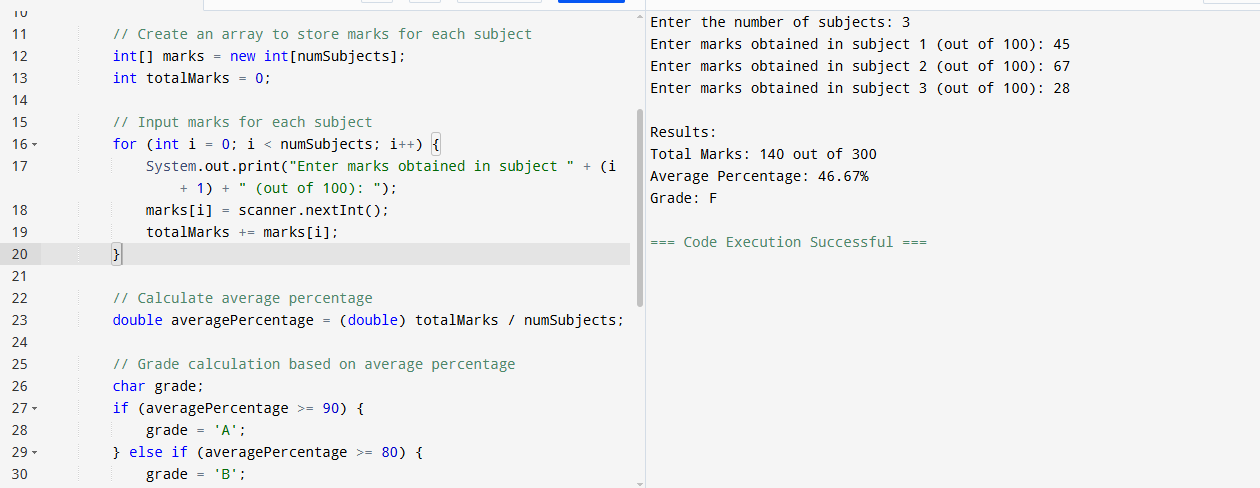 10
11 // Create an array to store marks for each subject
12 int[] marks = new int[numSubjects];
13 int totalMarks = 0;
14
15 // Input marks for each subject
16 for (int i = 0; i < numSubjects; i++) {
17 System.out.print("Enter marks obtained in subject " + (i
+ 1) + " (out of 100): ");
18 marks[i] = scanner.nextInt();
19 totalMarks += marks[i];
20 }
21
22 // Calculate average percentage
23 double averagePercentage = (double) totalMarks / numSubjects;
24
25 // Grade calculation based on average percentage
26 char grade;
27 if (averagePercentage >= 90) {
28 grade = 'A';
29 } else if (averagePercentage >= 80) {
30 grade = 'B';
Enter the number of subjects: 3
Enter marks obtained in subject 1 (out of 100): 45
Enter marks obtained in subject 2 (out of 100): 67
Enter marks obtained in subject 3 (out of 100): 28
Results:
Total Marks: 140 out of 300
Average Percentage: 46.67%
Grade: F
=== Code Execution Successful ===